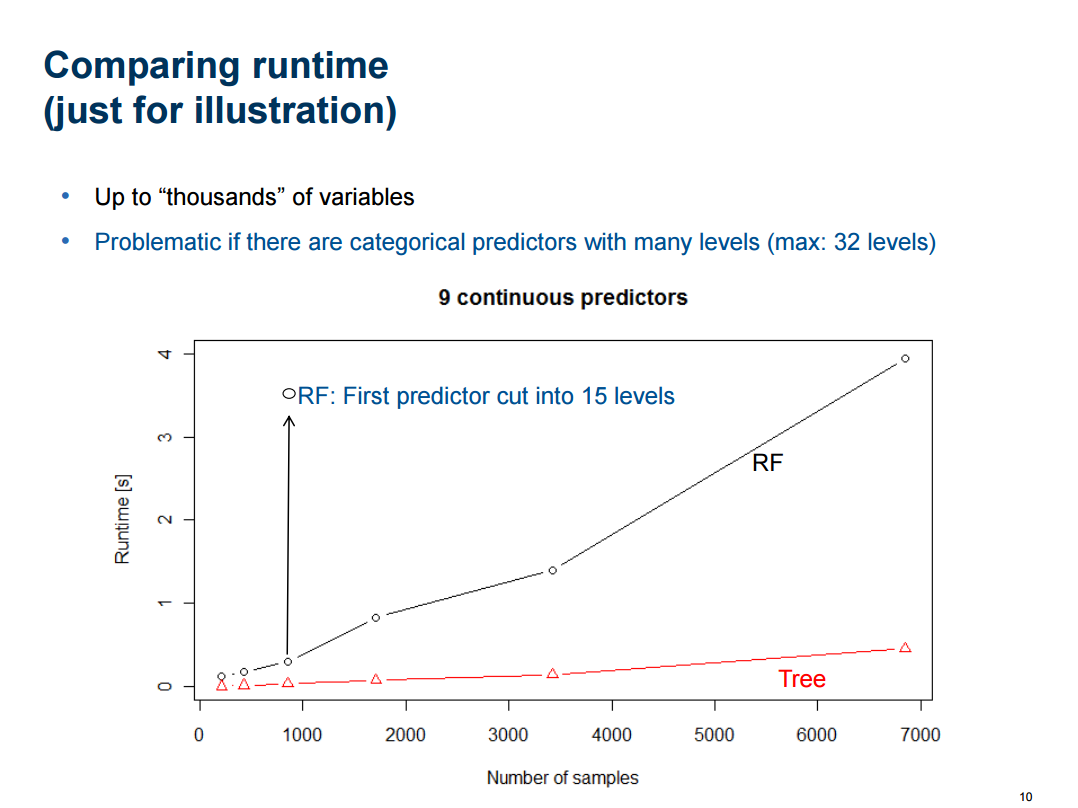 Comparing runtime
(just for illustration)
• Up to “thousands” of variables
• Problematic if there are categorical predictors with many levels (max: 32 levels)
9 continuous predictors
4
3
2
1
0
Runtime [s]
RF: First predictor cut into 15 levels
RF
Tree
0 1000 2000 3000 4000 5000 6000 7000
Number of samples
10